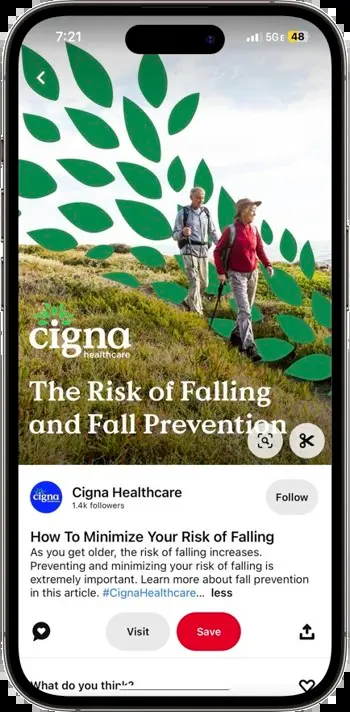 7:21
5GE 48
cigna
healthcare
The Risk of Falling
and Fall Prevention
cigna
healthcare
Cigna Healthcare
1.4k followers
Follow
How To Minimize Your Risk of Falling
As you get older, the risk of falling increases.
Preventing and minimizing your risk of falling is
extremely important. Learn more about fall prevention
in this article. #CignaHealthcare... less
Visit
Save
What do you think?